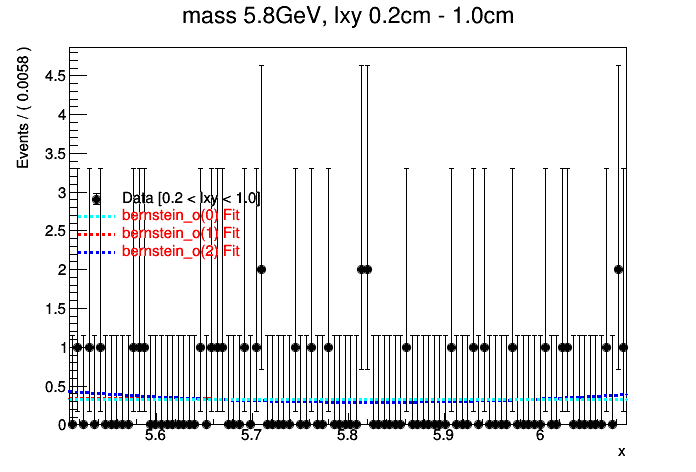 mass 5.8GeV, lxy 0.2cm - 1.0cm
Events / ( 0.0058 )
4.5
4
3.5
3
Data [0.2 < lxy < 1.0]
bernstein_o(0) Fit
bernstein_o(1) Fit
bernstein_o(2) Fit
2.5
2
1.5
1
0.5
0
5.6 5.7 5.8 5.9 6
x